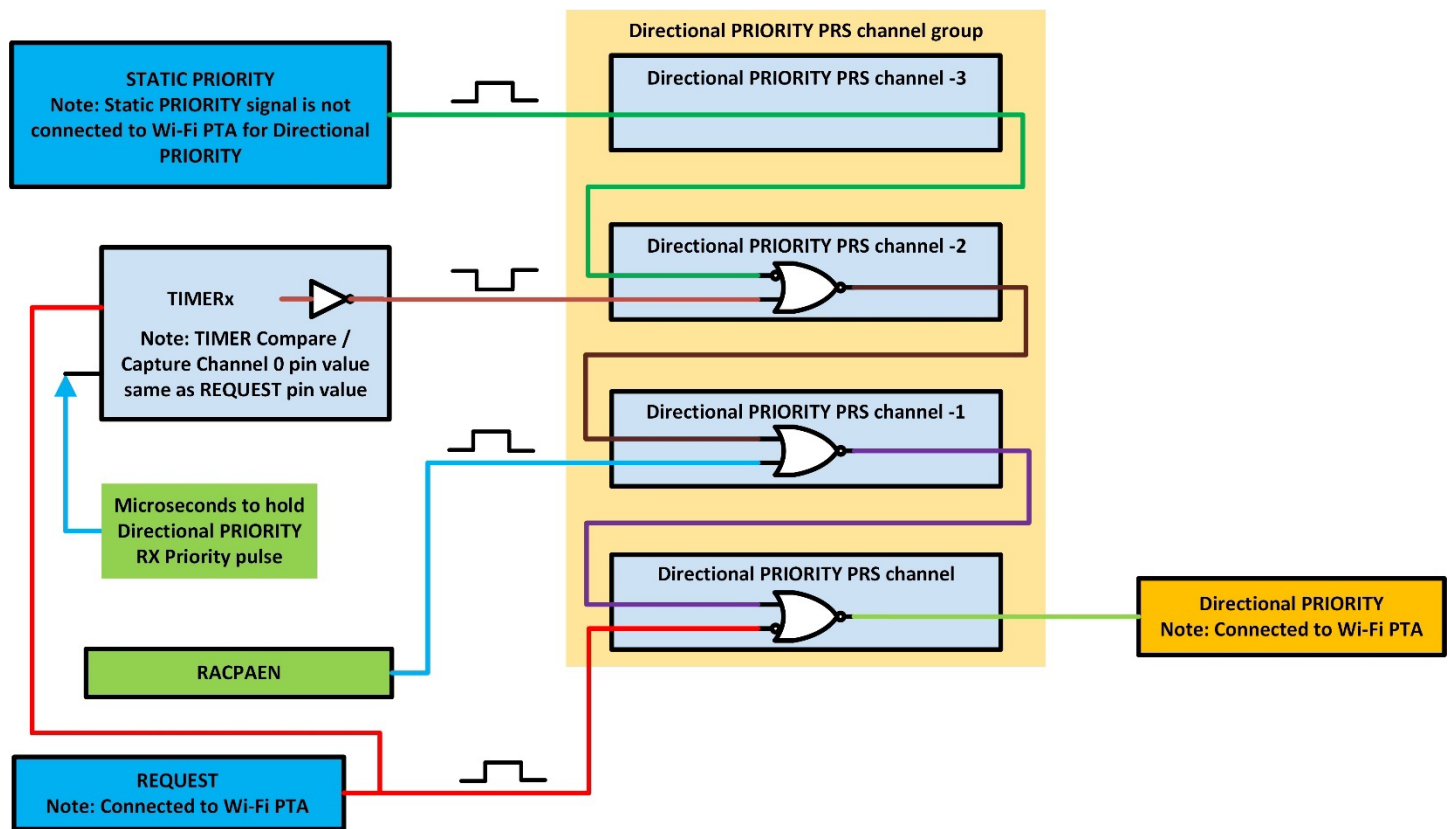 Directional PRIORITY PRS channel group
STATIC PRIORITY
Note: Static PRIORITY signal is not
connected to Wi-Fi PTA for Directional
PRIORITY
Directional PRIORITY PRS channel -3
Directional PRIORITY PRS channel -2
TIMERx
Note: TIMER Compare /
Capture Channel 0 pin value
same as REQUEST pin value
Directional PRIORITY PRS channel -1
Microseconds to hold
Directional PRIORITY
RX Priority pulse
Directional PRIORITY PRS channel
Directional PRIORITY
Note: Connected to Wi-Fi PTA
RACPAEN
REQUEST
Note: Connected to Wi-Fi PTA